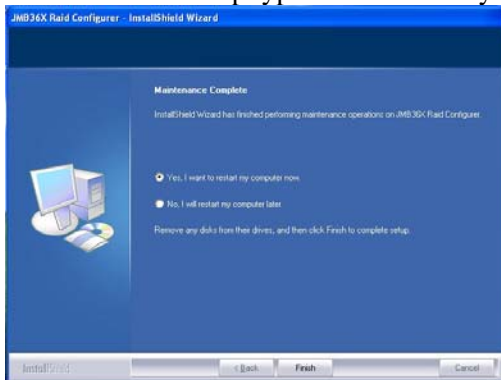 JMB36X Raid Configurer - InstallShield Wizard
Maintenance Complete
InstallShield Wizard has finished performing maintenance operations on JMB36X Raid Configurer.
Yes, I want to restart my computer now.
No, I will restart my computer later.
Remove any disks from their drives, and then click Finish to complete setup.
InstallShield
< Back Finish Cancel